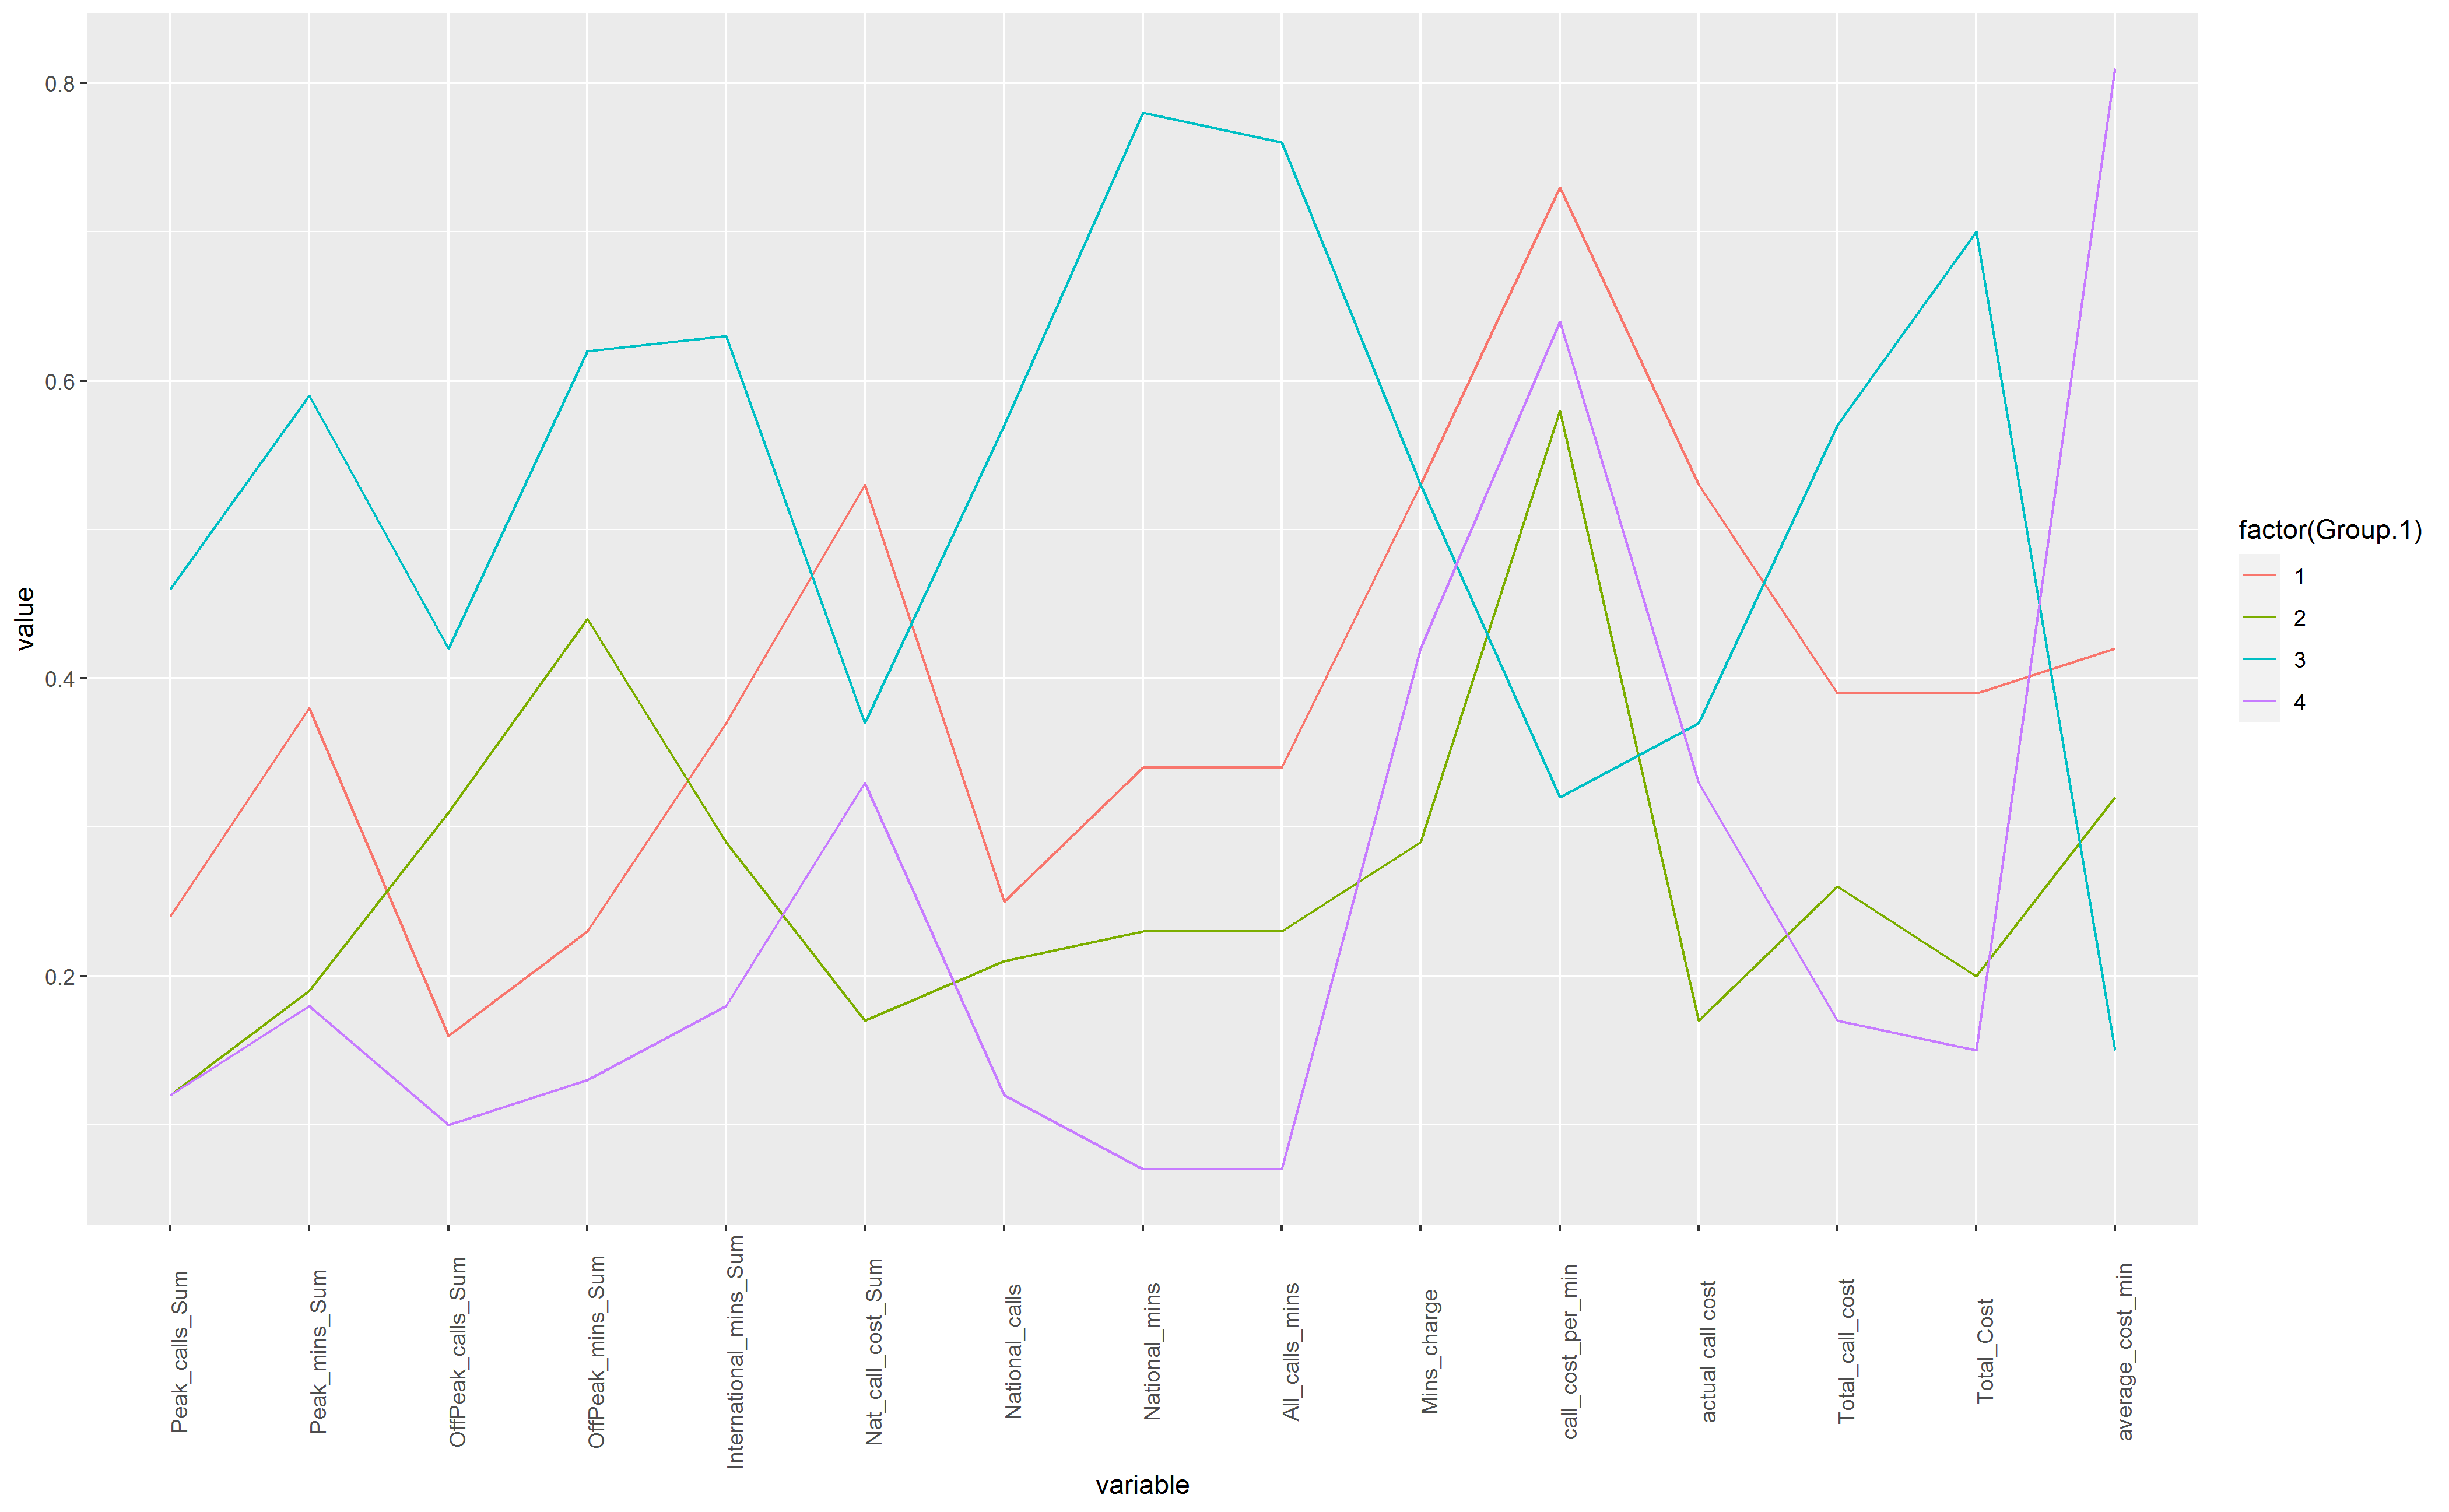 0.8
0.6
0.4
0.2
value
Peak_calls_Sum
Peak_mins_Sum
OffPeak_calls_Sum
OffPeak_mins_Sum
International_mins_Sum
Nat_call_cost_Sum
National_calls
National_mins
All_calls_mins
Mins_charge
call_cost_per_min
actual call cost
Total_call_cost
Total_Cost
average_cost_min
variable
factor(Group.1)
1
2
3
4